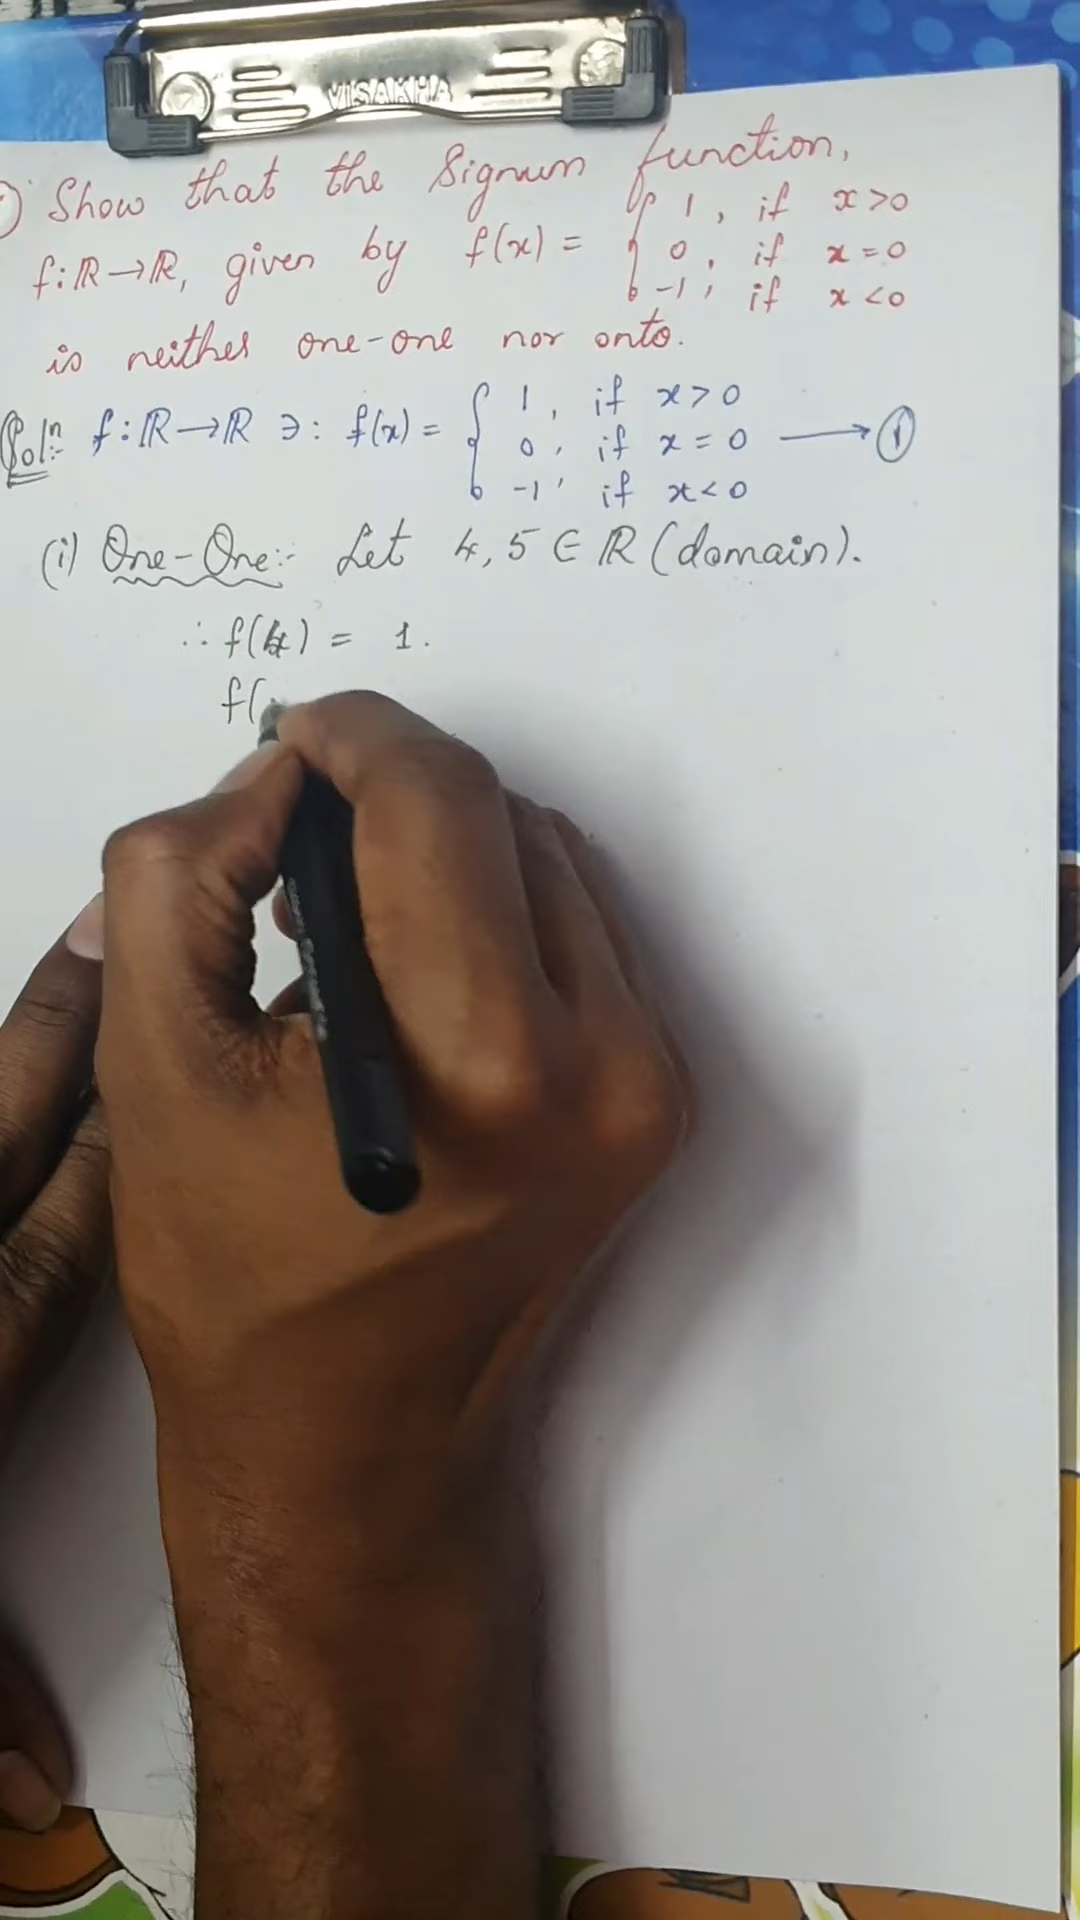 VISAKHA
Show that the Signum function,
f:ℝ→ℝ, given by f(x) = { 1, if x>0
0, if x=0
-1, if x<0
is neither one-one nor onto.
Solⁿ:- f:ℝ→ℝ ∋: f(x) = { 1, if x>0
0, if x=0 ⟶ ①
-1, if x<0
(i) One-One:- Let 4,5 ∈ ℝ (domain).
∴ f(4) = 1.
f(